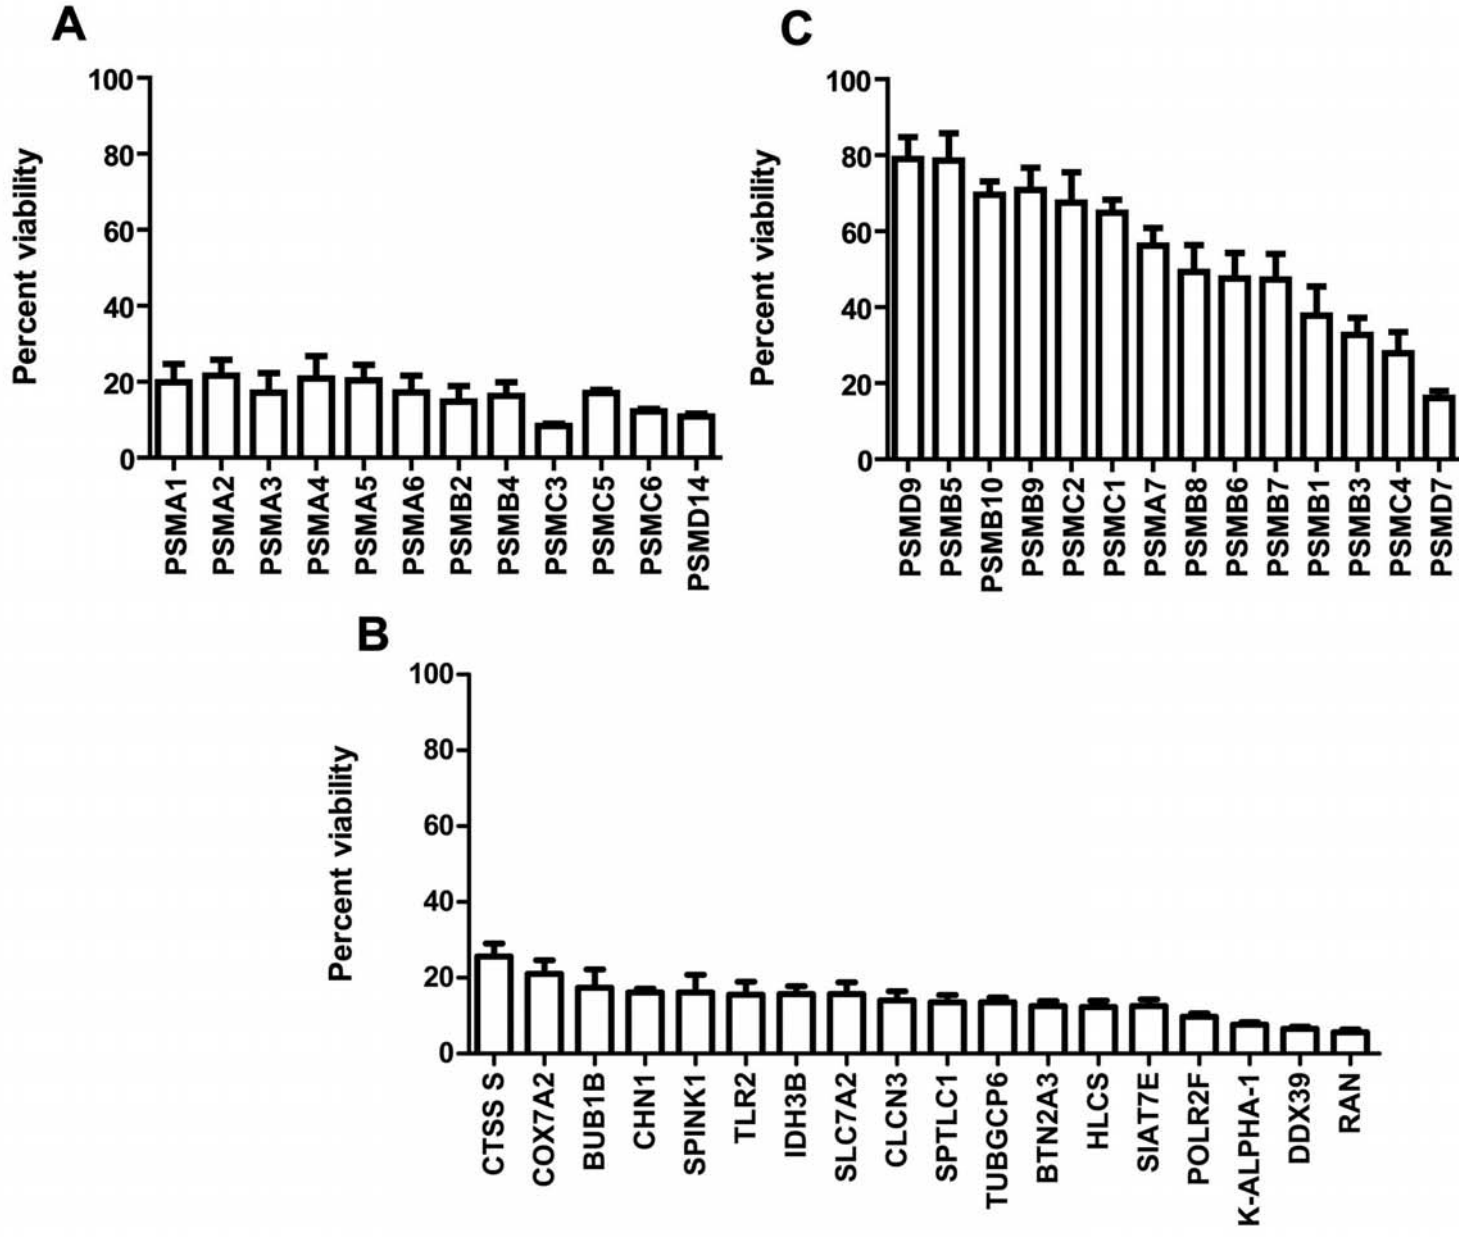 A
Percent viability
100
80
60
40
20
0
PSMA1
PSMA2
PSMA3
PSMA4
PSMA5
PSMA6
PSMB2
PSMB4
PSMC3
PSMC5
PSMC6
PSMD14
C
Percent viability
100
80
60
40
20
0
PSMD9
PSMB5
PSMB10
PSMB9
PSMC2
PSMC1
PSMA7
PSMB8
PSMB6
PSMB7
PSMB1
PSMB3
PSMC4
PSMD7
B
Percent viability
100
80
60
40
20
0
CTSS S
COX7A2
BUB1B
CHN1
SPINK1
TLR2
IDH3B
SLC7A2
CLCN3
SPTLC1
TUBGCP6
BTN2A3
HLCS
SIAT7E
POLR2F
K-ALPHA-1
DDX39
RAN